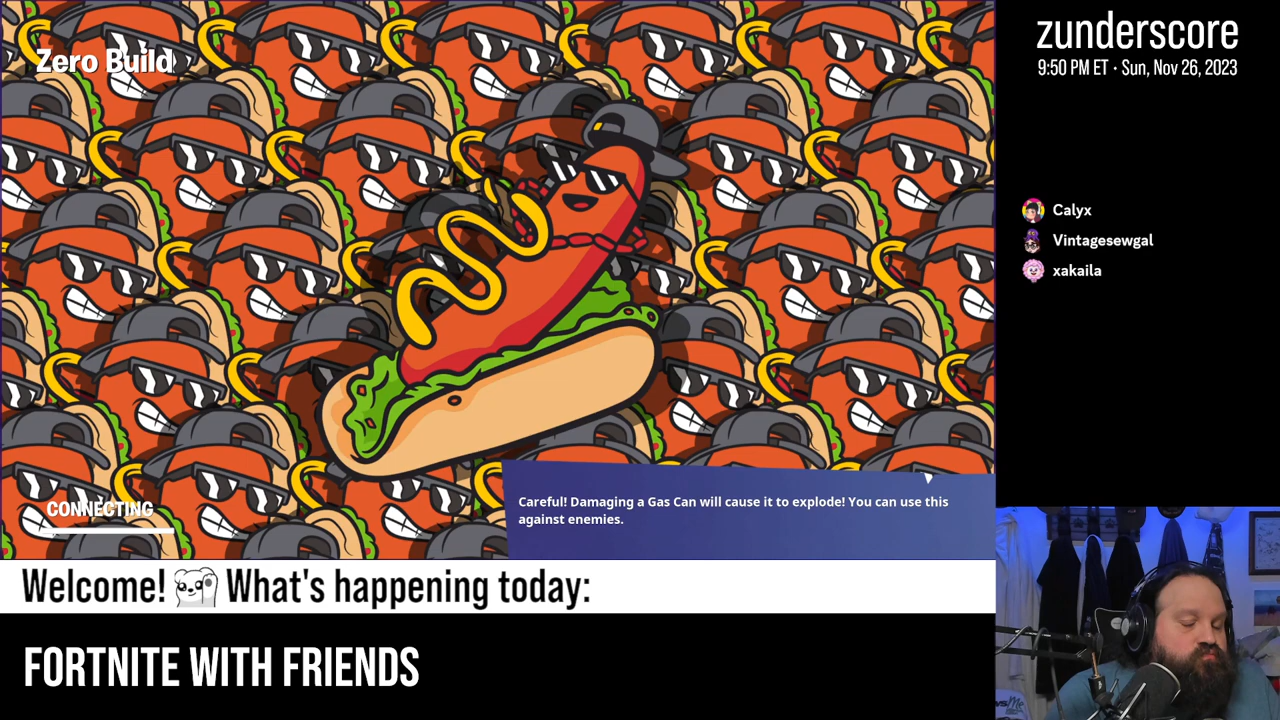 Zero Build
zunderscore
9:50 PM ET · Sun, Nov 26, 2023
Calyx
Vintagesewgal
xakaila
CONNECTING
Careful! Damaging a Gas Can will cause it to explode! You can use this
against enemies.
Welcome! What's happening today:
FORTNITE WITH FRIENDS